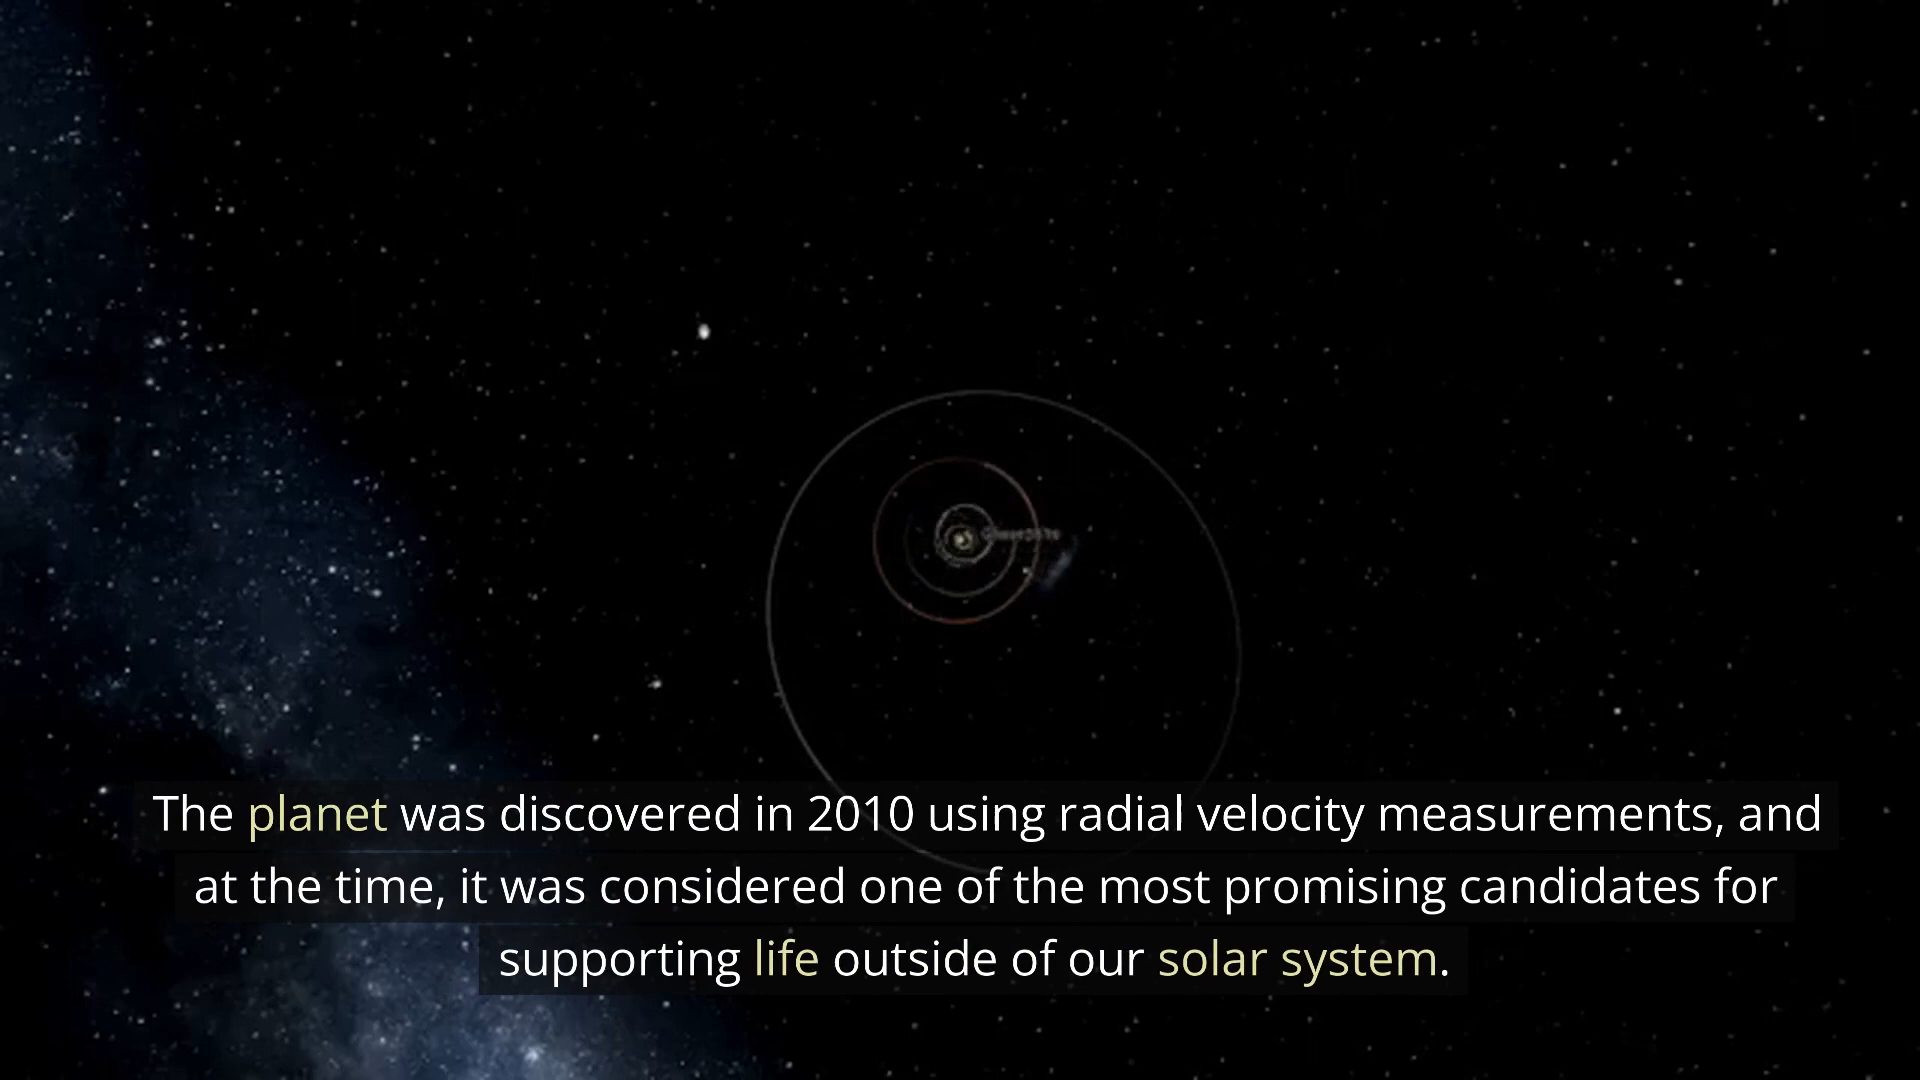 The planet was discovered in 2010 using radial velocity measurements, and
at the time, it was considered one of the most promising candidates for
supporting life outside of our solar system.